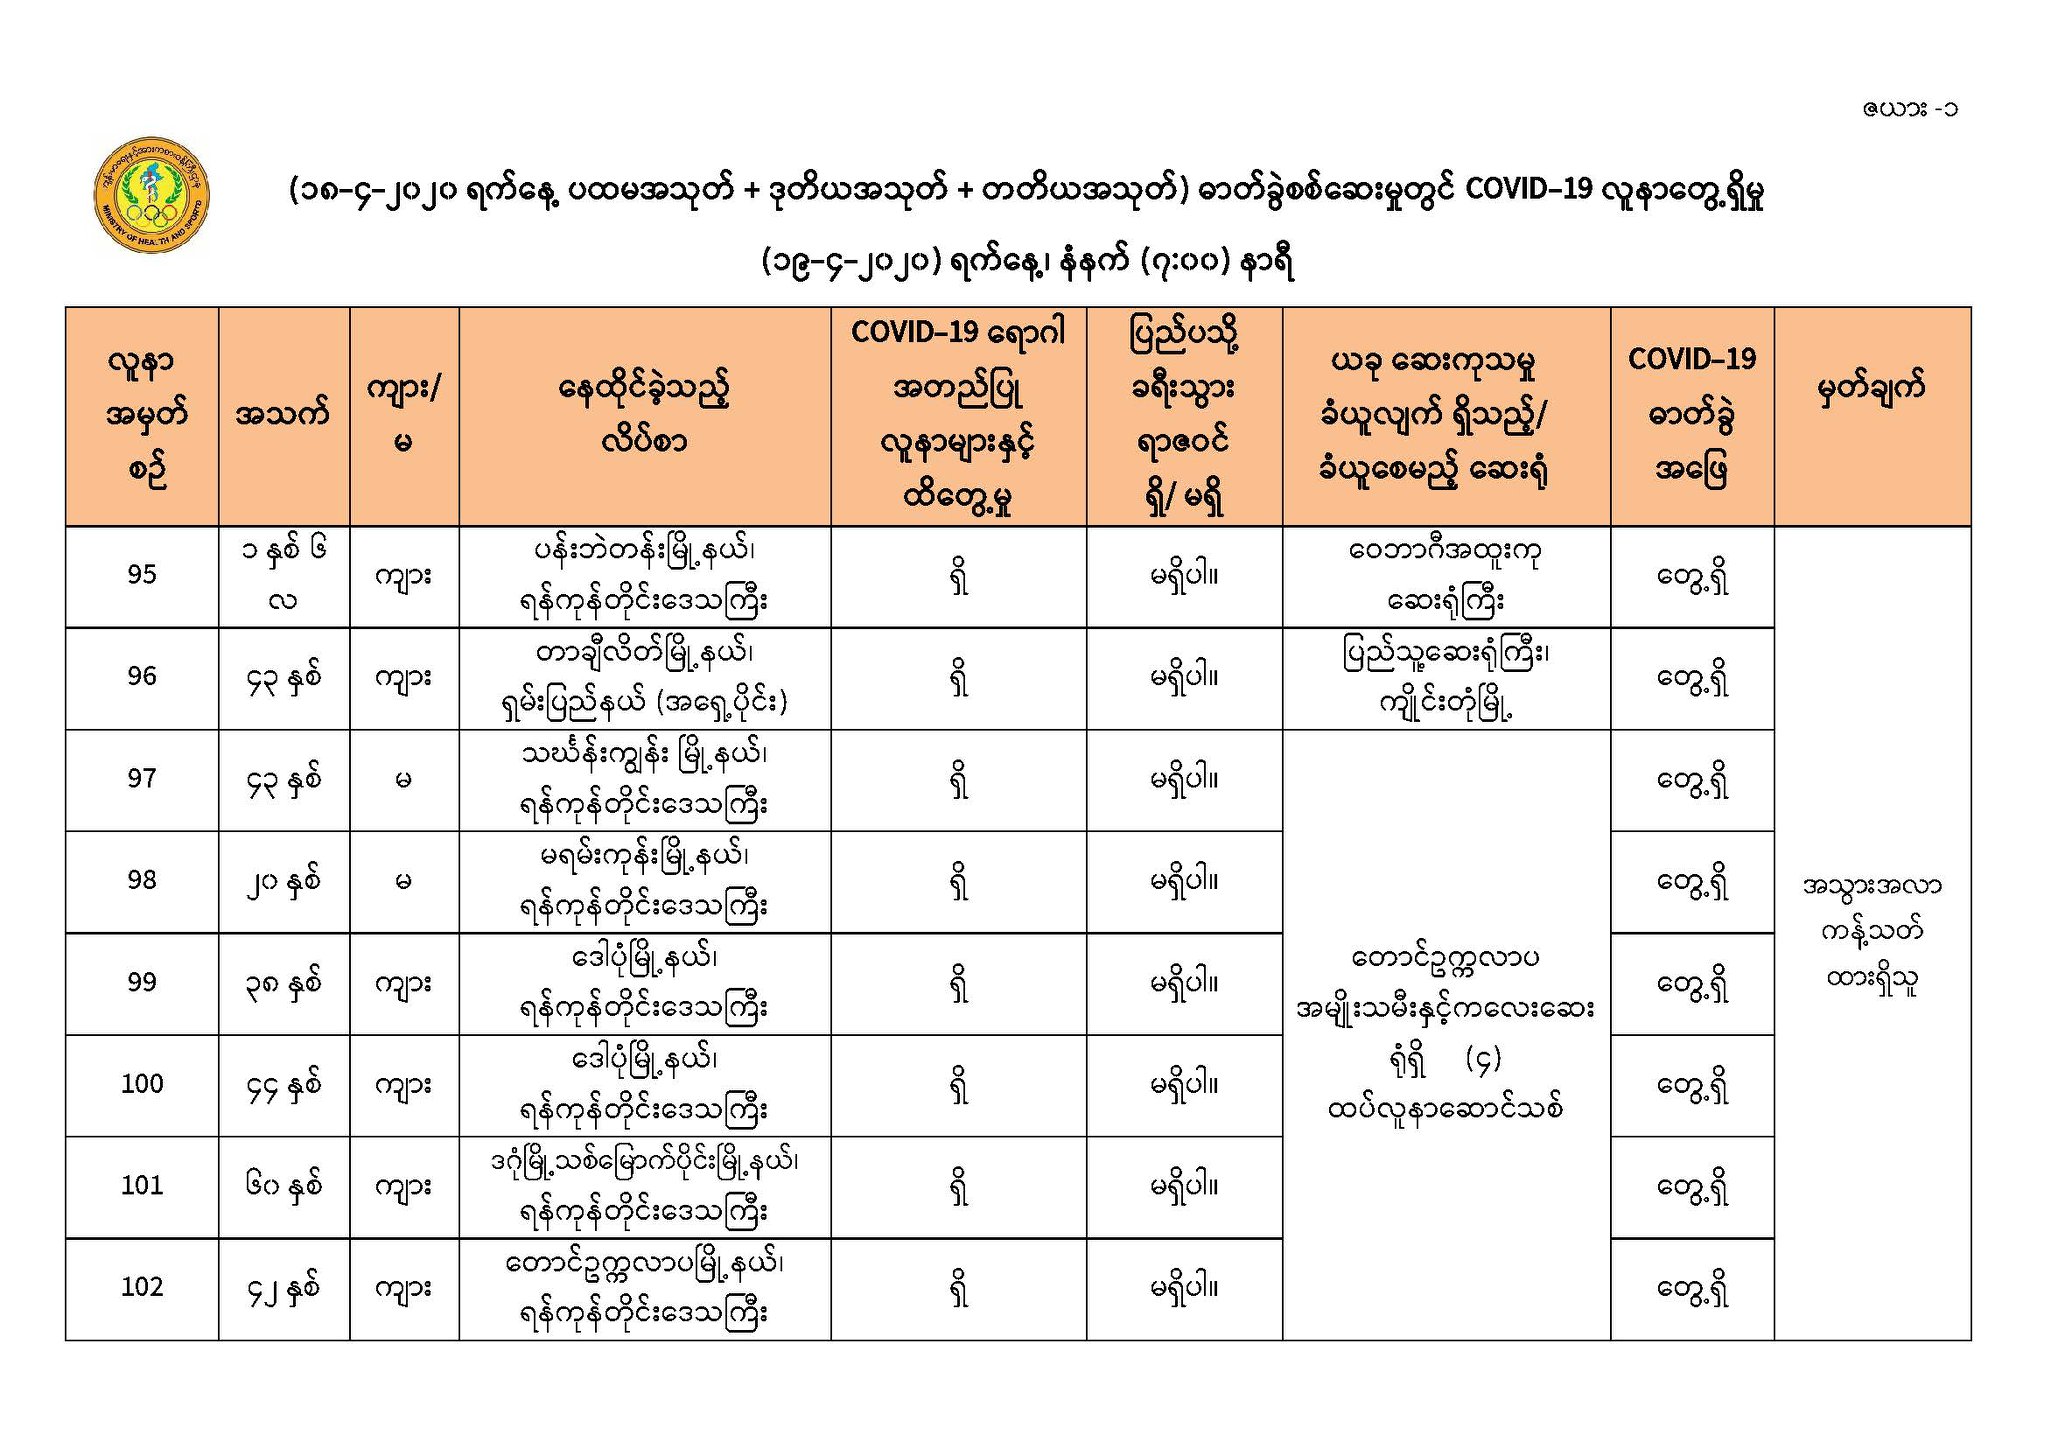 ဇယား -၁
(၁၈-၄-၂၀၂၀ ရက်နေ့ ပထမအသုတ် + ဒုတိယအသုတ် + တတိယအသုတ်) ဓာတ်ခွဲစစ်ဆေးမှုတွင် COVID-19 လူနာတွေ့ရှိမှု
(၁၉-၄-၂၀၂၀) ရက်နေ့၊ နံနက် (၇:၀၀) နာရီ
MINISTRY OF HEALTH AND SPORTS
လူနာ
အမှတ်
စဉ်
အသက်
ကျား/
မ
နေထိုင်ခဲ့သည့်
လိပ်စာ
COVID-19 ရောဂါ
အတည်ပြု
လူနာများနှင့်
ထိတွေ့မှု
ပြည်ပသို့
ခရီးသွား
ရာဇဝင်
ရှိ/ မရှိ
ယခု ဆေးကုသမှု
ခံယူလျက် ရှိသည့်/
ခံယူစေမည့် ဆေးရုံ
COVID-19
ဓာတ်ခွဲ
အဖြေ
မှတ်ချက်
95
၁ နှစ် ၆
လ
ကျား
ပန်းဘဲတန်းမြို့နယ်၊
ရန်ကုန်တိုင်းဒေသကြီး
ရှိ
မရှိပါ။
ဝေဘာဂီအထူးကု
ဆေးရုံကြီး
တွေ့ရှိ
96
၄၃ နှစ်
ကျား
တာချီလိတ်မြို့နယ်၊
ရှမ်းပြည်နယ် (အရှေ့ပိုင်း)
ရှိ
မရှိပါ။
ပြည်သူ့ဆေးရုံကြီး၊
ကျိုင်းတုံမြို့
တွေ့ရှိ
97
၄၃ နှစ်
မ
သင်္ဃန်းကျွန်း မြို့နယ်၊
ရန်ကုန်တိုင်းဒေသကြီး
ရှိ
မရှိပါ။
တွေ့ရှိ
98
၂၀ နှစ်
မ
မရမ်းကုန်းမြို့နယ်၊
ရန်ကုန်တိုင်းဒေသကြီး
ရှိ
မရှိပါ။
တွေ့ရှိ
99
၃၈ နှစ်
ကျား
ဒေါပုံမြို့နယ်၊
ရန်ကုန်တိုင်းဒေသကြီး
ရှိ
မရှိပါ။
တောင်ဥက္ကလာပ
အမျိုးသမီးနှင့်ကလေးဆေး
ရုံရှိ (၄)
ထပ်လူနာဆောင်သစ်
တွေ့ရှိ
အသွားအလာ
ကန့်သတ်
ထားရှိသူ
100
၄၄ နှစ်
ကျား
ဒေါပုံမြို့နယ်၊
ရန်ကုန်တိုင်းဒေသကြီး
ရှိ
မရှိပါ။
တွေ့ရှိ
101
၆၀ နှစ်
ကျား
ဒဂုံမြို့သစ်မြောက်ပိုင်းမြို့နယ်၊
ရန်ကုန်တိုင်းဒေသကြီး
ရှိ
မရှိပါ။
တွေ့ရှိ
102
၄၂ နှစ်
ကျား
တောင်ဥက္ကလာပမြို့နယ်၊
ရန်ကုန်တိုင်းဒေသကြီး
ရှိ
မရှိပါ။
တွေ့ရှိ